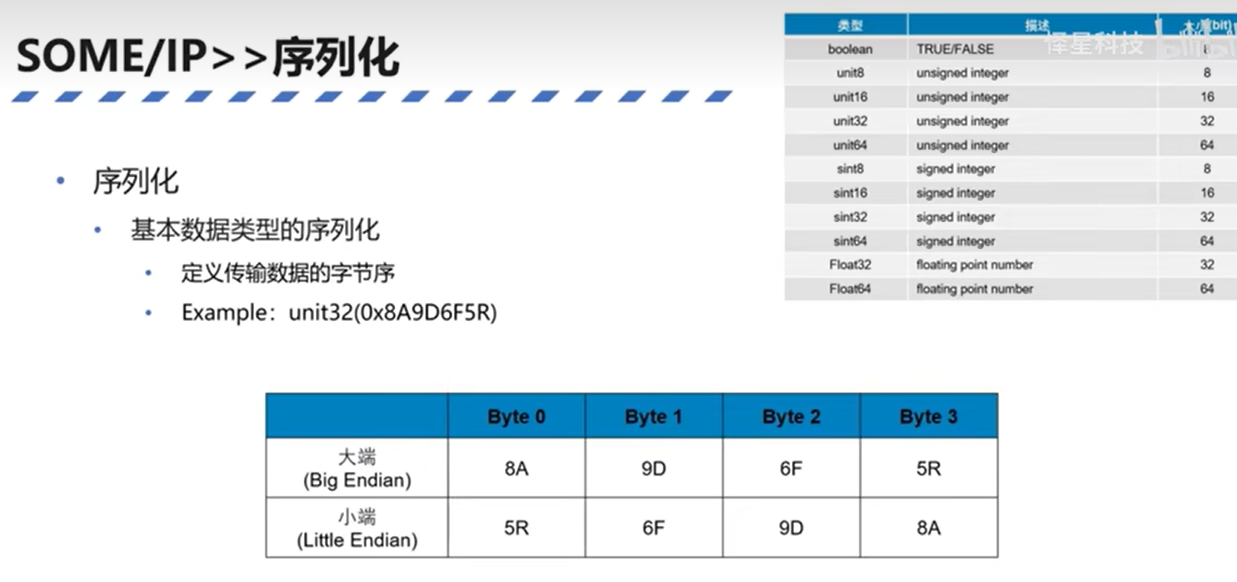 SOME/IP>>序列化
类型 描述 大小(bit)
boolean TRUE/FALSE 8
unit8 unsigned integer 8
unit16 unsigned integer 16
unit32 unsigned integer 32
unit64 unsigned integer 64
sint8 signed integer 8
sint16 signed integer 16
sint32 signed integer 32
sint64 signed integer 64
Float32 floating point number 32
Float64 floating point number 64
怿星科技 bilibili
• 序列化
• 基本数据类型的序列化
• 定义传输数据的字节序
• Example：unit32(0x8A9D6F5R)
Byte 0 Byte 1 Byte 2 Byte 3
大端
(Big Endian) 8A 9D 6F 5R
小端
(Little Endian) 5R 6F 9D 8A